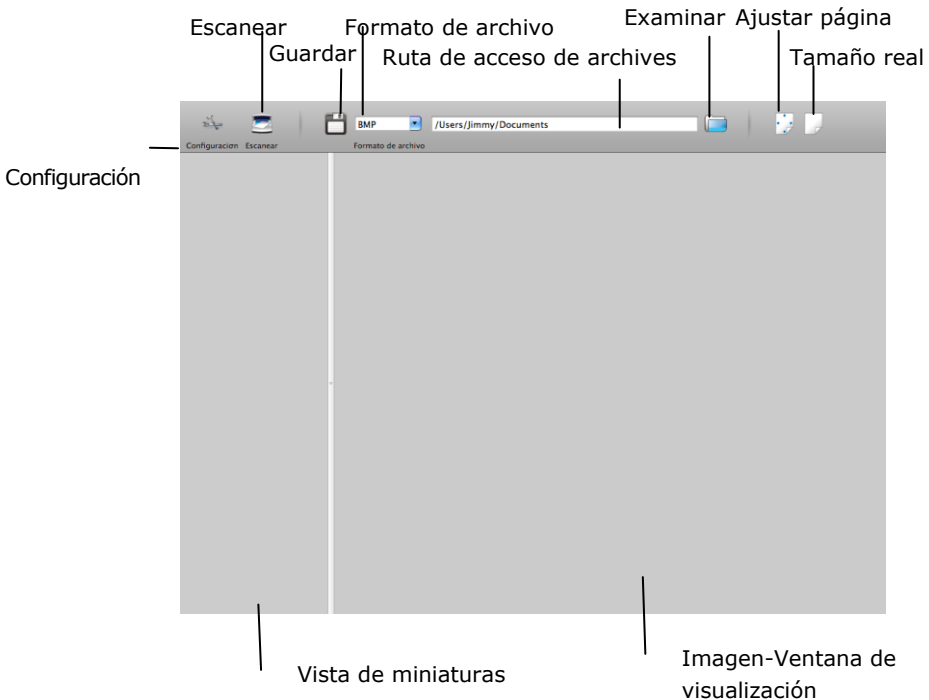 Escanear
Formato de archivo
Examinar
Ajustar página
Guardar
Ruta de acceso de archives
Tamaño real
BMP
/Users/Jimmy/Documents
Configuración
Escanear
Formato de archivo
Configuración
Vista de miniaturas
Imagen-Ventana de
visualización